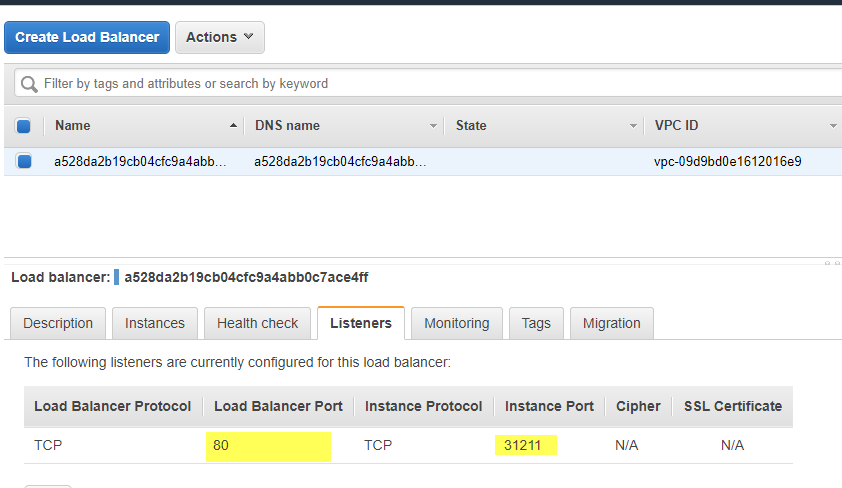 Create Load Balancer Actions
Filter by tags and attributes or search by keyword
Name DNS name State VPC ID
a528da2b19cb04cfc9a4abb... a528da2b19cb04cfc9a4abb... vpc-09d9bd0e1612016e9
Load balancer: a528da2b19cb04cfc9a4abb0c7ace4ff
Description Instances Health check Listeners Monitoring Tags Migration
The following listeners are currently configured for this load balancer:
Load Balancer Protocol Load Balancer Port Instance Protocol Instance Port Cipher SSL Certificate
TCP 80 TCP 31211 N/A N/A